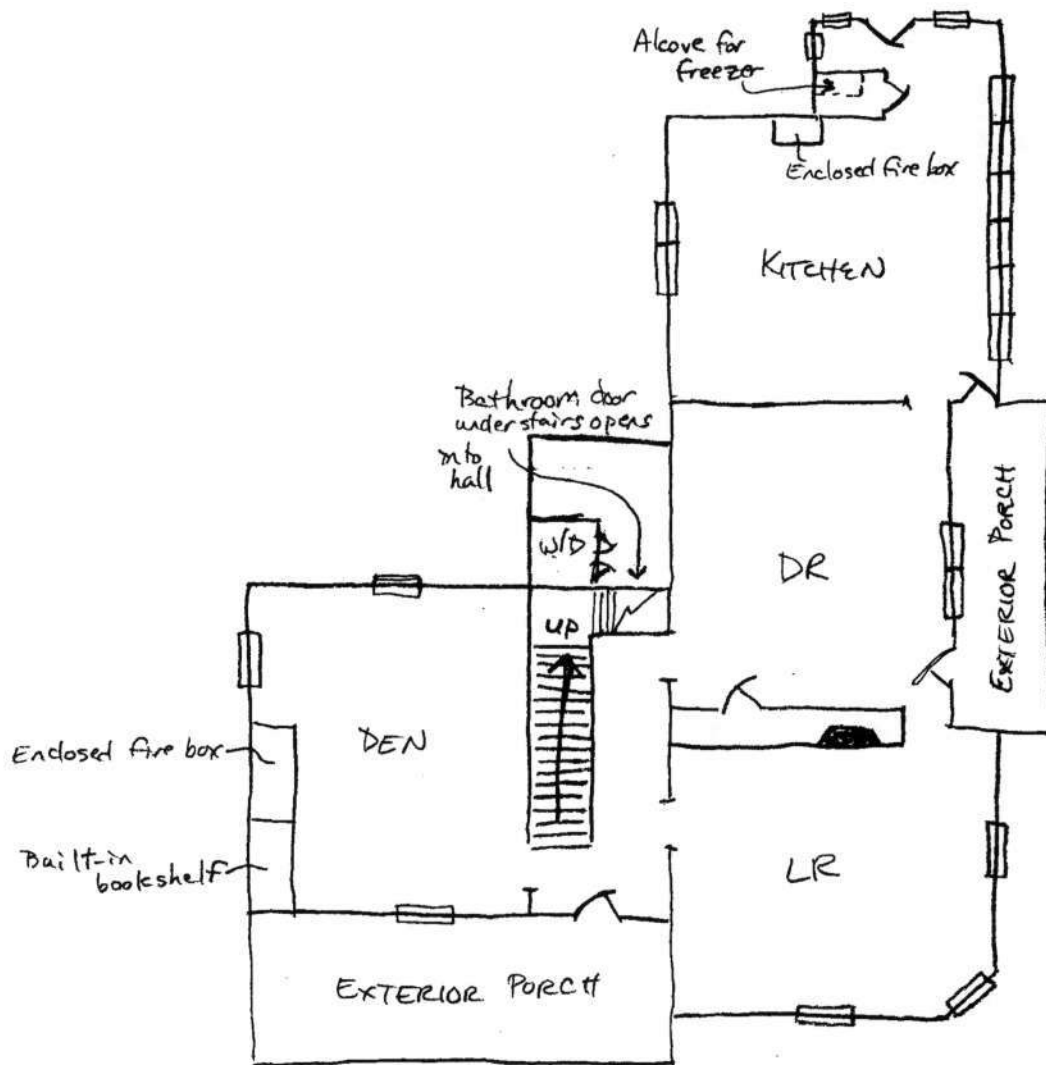 Alcove for
freezer
Enclosed fire box
KITCHEN
Bathroom door
under stairs opens
into
hall
W/D
DR
EXTERIOR PORCH
UP
DEN
Enclosed fire box
Built-in
bookshelf
LR
EXTERIOR PORCH